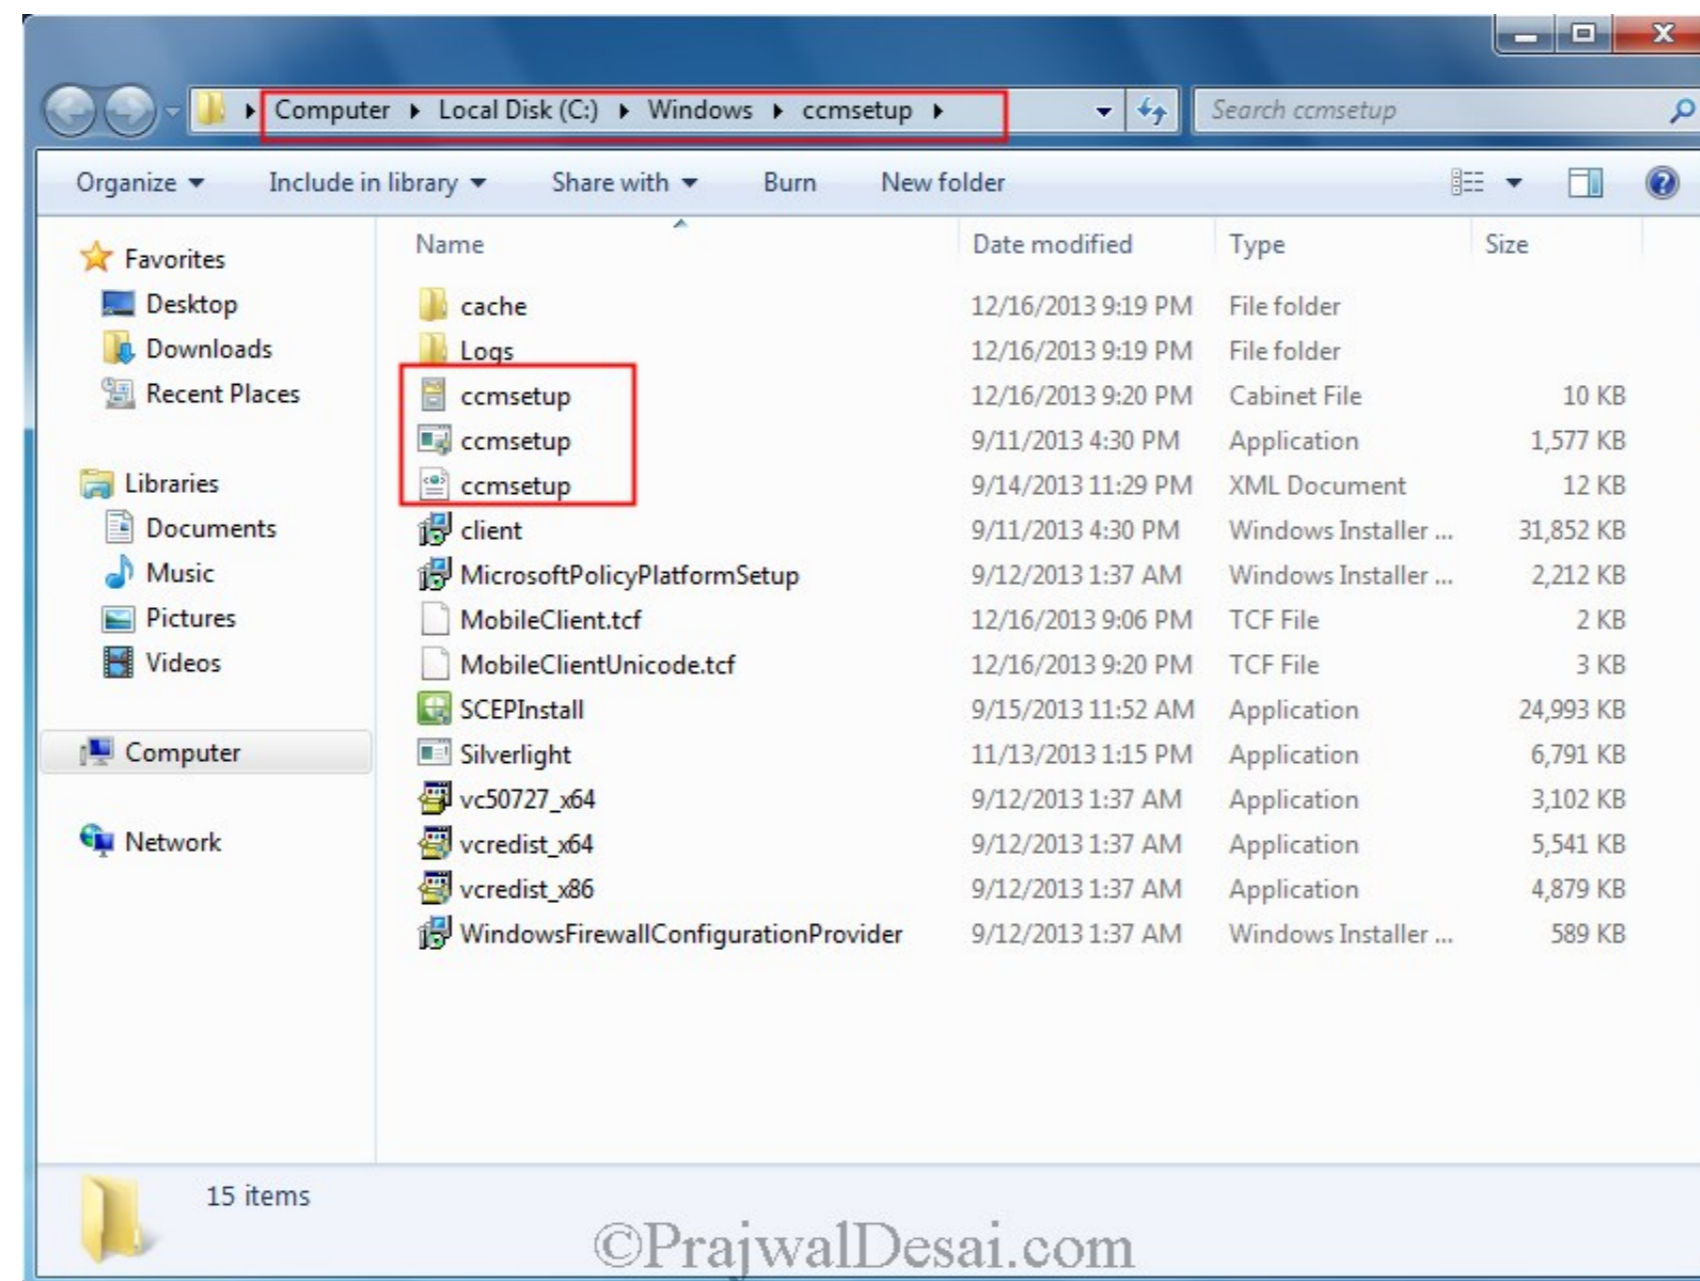 Computer Local Disk (C:) Windows ccmsetup Search ccmsetup
Organize Include in library Share with Burn New folder
Favorites
Desktop
Downloads
Recent Places
Libraries
Documents
Music
Pictures
Videos
Computer
Network
Name Date modified Type Size
cache 12/16/2013 9:19 PM File folder
Logs 12/16/2013 9:19 PM File folder
ccmsetup 12/16/2013 9:20 PM Cabinet File 10 KB
ccmsetup 9/11/2013 4:30 PM Application 1,577 KB
ccmsetup 9/14/2013 11:29 PM XML Document 12 KB
client 9/11/2013 4:30 PM Windows Installer ... 31,852 KB
MicrosoftPolicyPlatformSetup 9/12/2013 1:37 AM Windows Installer ... 2,212 KB
MobileClient.tcf 12/16/2013 9:06 PM TCF File 2 KB
MobileClientUnicode.tcf 12/16/2013 9:20 PM TCF File 3 KB
SCEPInstall 9/15/2013 11:52 AM Application 24,993 KB
Silverlight 11/13/2013 1:15 PM Application 6,791 KB
vc50727_x64 9/12/2013 1:37 AM Application 3,102 KB
vcredist_x64 9/12/2013 1:37 AM Application 5,541 KB
vcredist_x86 9/12/2013 1:37 AM Application 4,879 KB
WindowsFirewallConfigurationProvider 9/12/2013 1:37 AM Windows Installer ... 589 KB
15 items
©PrajwalDesai.com